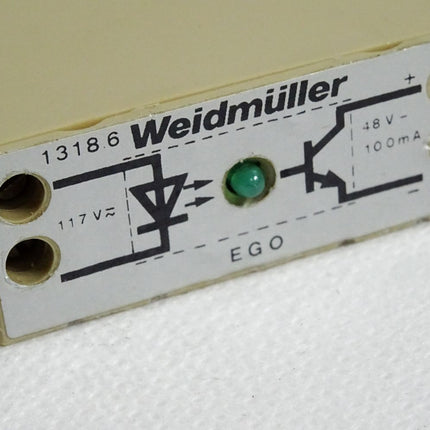 1318.6 Weidmüller
+
48V-
100mA
117V≂
-
EGO